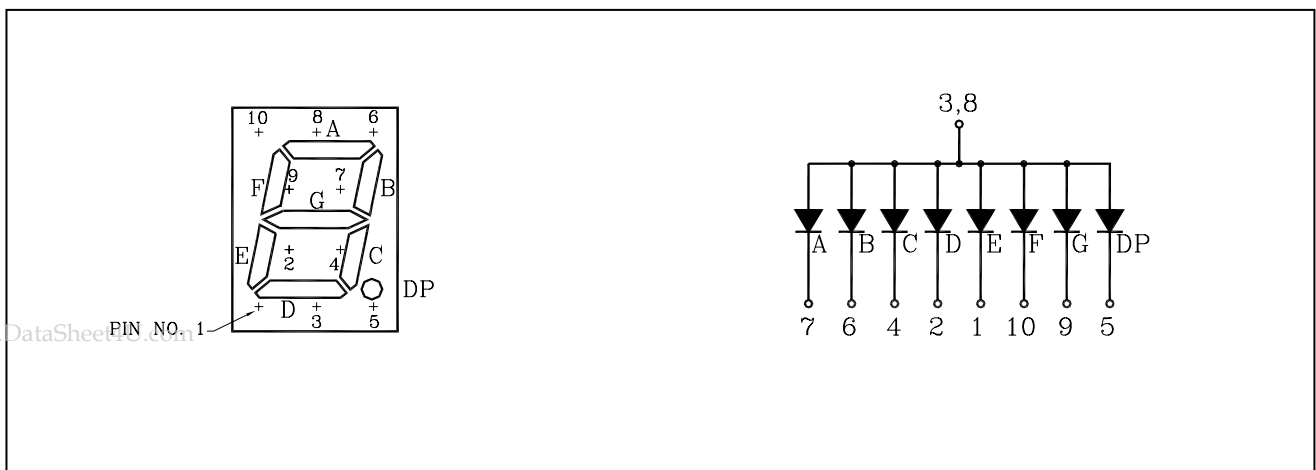 10 8 6
A
F 9 7 B
G
E 2 4 C
D DP
PIN NO. 1 3 5
DataSheet4U.com
3,8
A B C D E F G DP
7 6 4 2 1 10 9 5